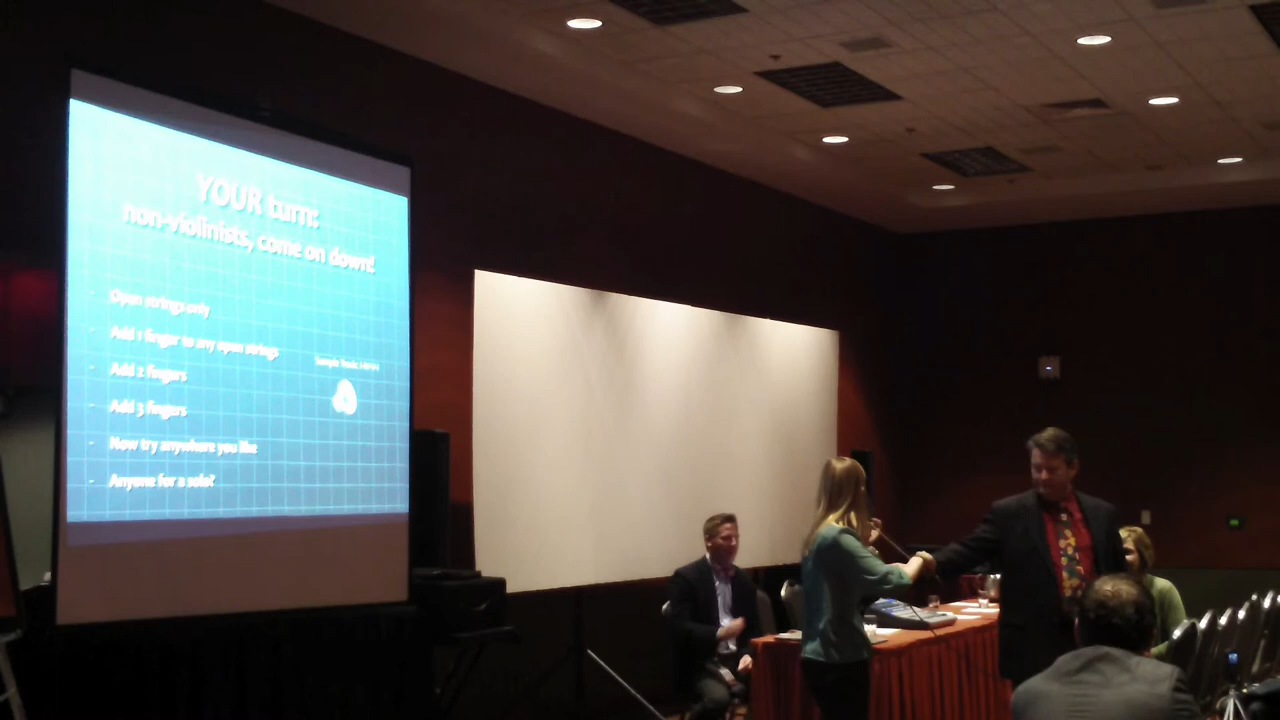 YOUR turn:
non-violinists, come on down!
Open strings only
Add 1 finger to any open strings
Add 2 fingers
Add 3 fingers
Now try anywhere you like
Anyone for a solo?